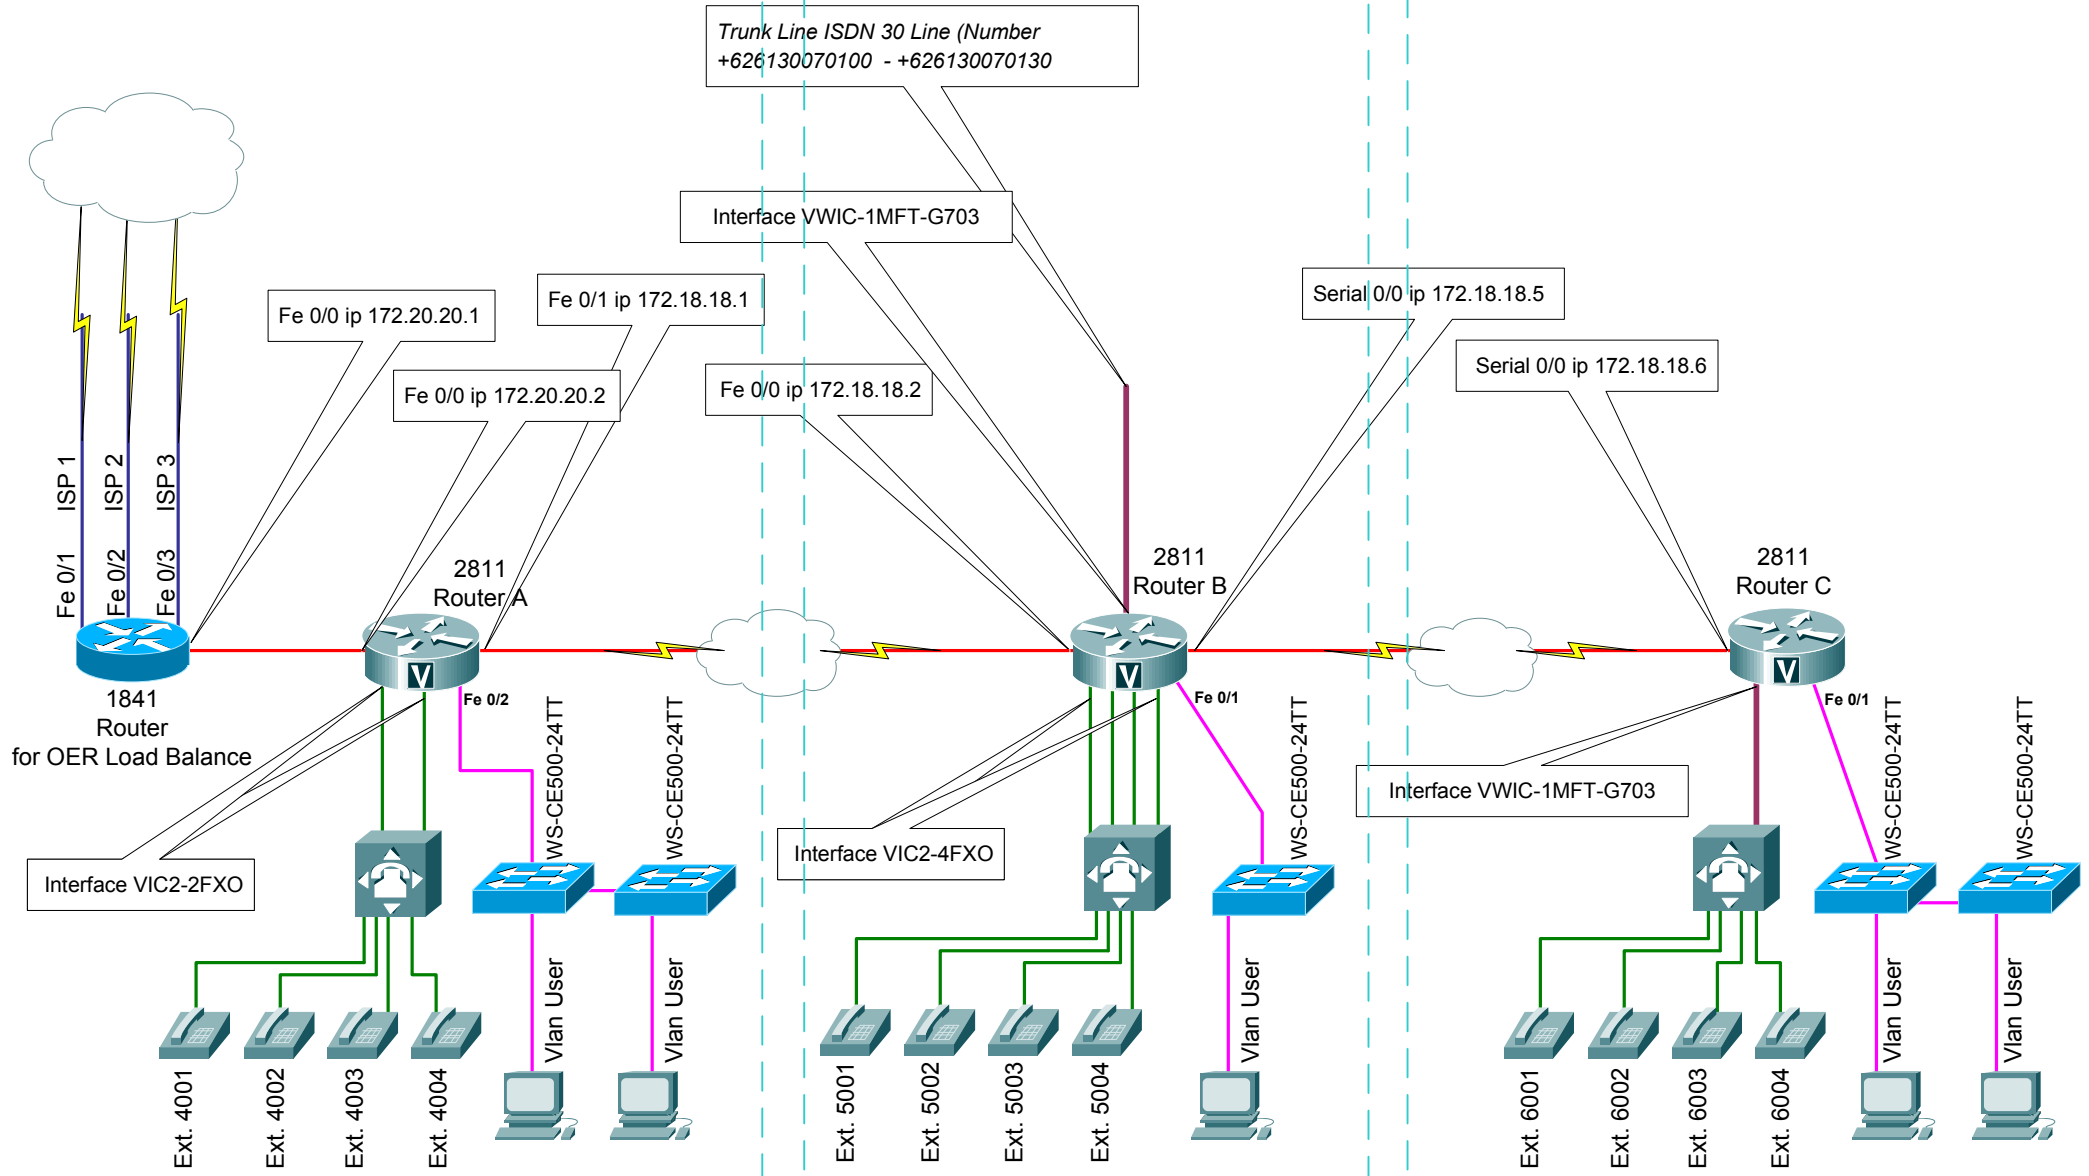 Trunk Line ISDN 30 Line (Number
+626130070100 - +626130070130
Interface VWIC-1MFT-G703
Fe 0/0 ip 172.20.20.1
Fe 0/1 ip 172.18.18.1
Serial 0/0 ip 172.18.18.5
Fe 0/0 ip 172.20.20.2
Fe 0/0 ip 172.18.18.2
Serial 0/0 ip 172.18.18.6
Fe 0/1 ISP 1
Fe 0/2 ISP 2
Fe 0/3 ISP 3
2811
Router A
2811
Router B
2811
Router C
1841
Router
for OER Load Balance
Fe 0/2
Fe 0/1
Fe 0/1
WS-CE500-24TT
WS-CE500-24TT
WS-CE500-24TT
WS-CE500-24TT
WS-CE500-24TT
Interface VWIC-1MFT-G703
Interface VIC2-2FXO
Interface VIC2-4FXO
Vlan User
Vlan User
Vlan User
Vlan User
Vlan User
Ext. 4001
Ext. 4002
Ext. 4003
Ext. 4004
Ext. 5001
Ext. 5002
Ext. 5003
Ext. 5004
Ext. 6001
Ext. 6002
Ext. 6003
Ext. 6004
V
V
V